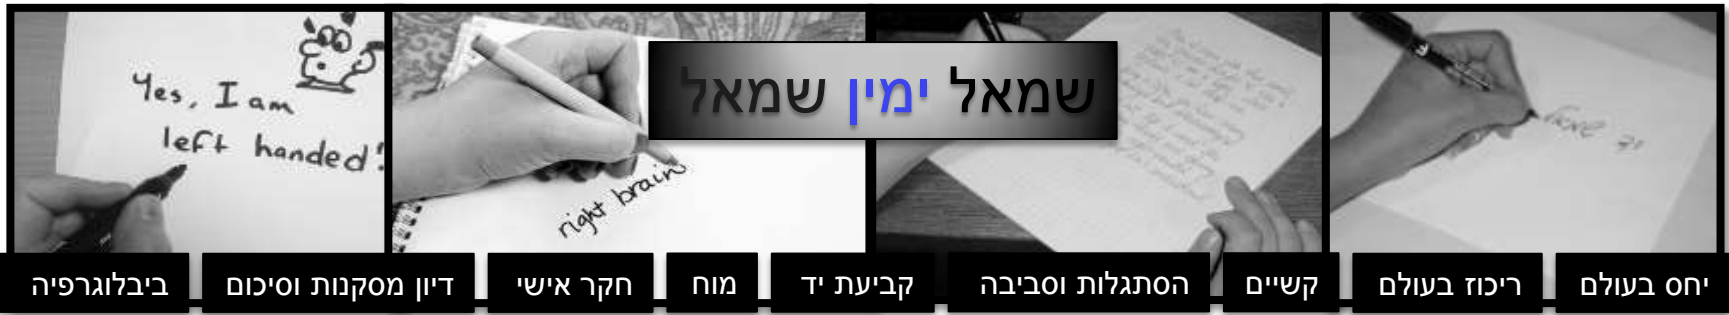 שמאל ימין שמאל
Yes, I am
left handed!
right brain
יחס בעולם
ריכוז בעולם
קשיים
הסתגלות וסביבה
קביעת יד
מוח
חקר אישי
דיון מסקנות וסיכום
ביבלוגרפיה